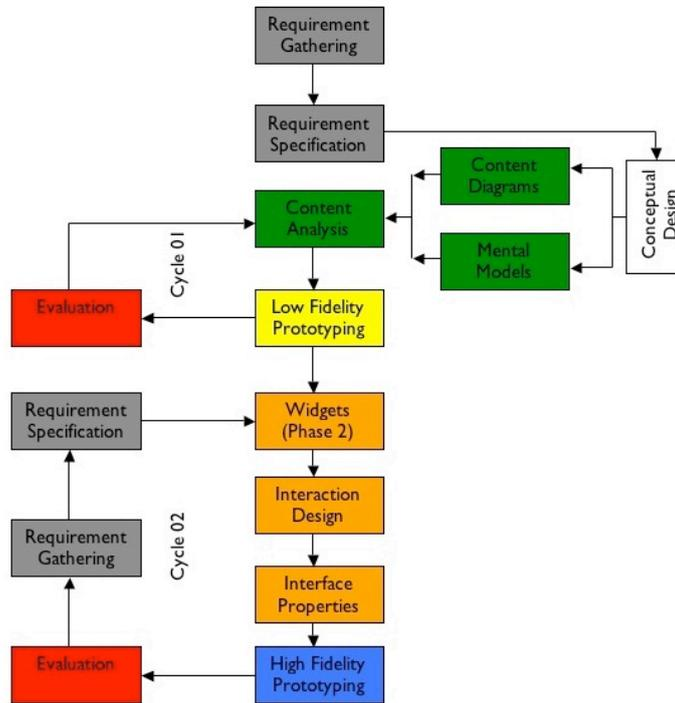 Requirement
Gathering
Requirement
Specification
Content
Diagrams
Conceptual
Design
Content
Analysis
Mental
Models
Cycle 01
Evaluation
Low Fidelity
Prototyping
Requirement
Specification
Widgets
(Phase 2)
Interaction
Design
Requirement
Gathering
Cycle 02
Interface
Properties
Evaluation
High Fidelity
Prototyping